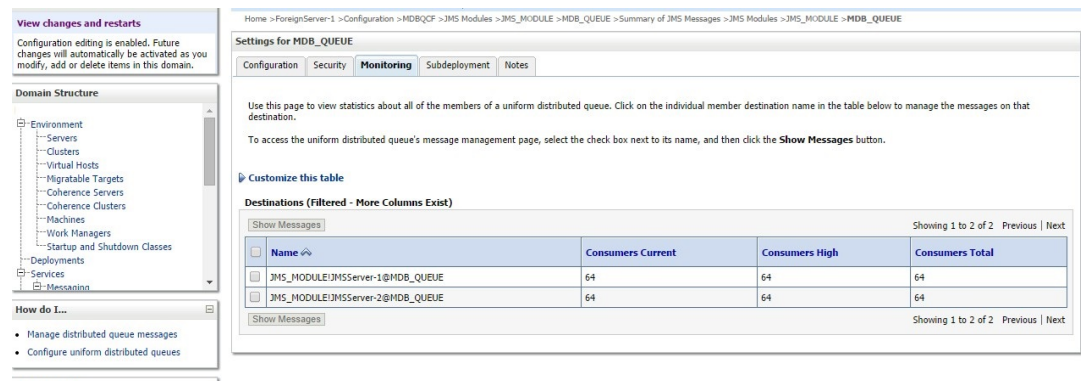 View changes and restarts
Configuration editing is enabled. Future
changes will automatically be activated as you
modify, add or delete items in this domain.
Domain Structure
Environment
Servers
Clusters
Virtual Hosts
Migratable Targets
Coherence Servers
Coherence Clusters
Machines
Work Managers
Startup and Shutdown Classes
Deployments
Services
Messaging
How do I...
Manage distributed queue messages
Configure uniform distributed queues
Home >ForeignServer-1 >Configuration >MDBQCF >JMS Modules >JMS_MODULE >MDB_QUEUE >Summary of JMS Messages >JMS Modules >JMS_MODULE >MDB_QUEUE
Settings for MDB_QUEUE
Configuration Security Monitoring Subdeployment Notes
Use this page to view statistics about all of the members of a uniform distributed queue. Click on the individual member destination name in the table below to manage the messages on that
destination.
To access the uniform distributed queue's message management page, select the check box next to its name, and then click the Show Messages button.
Customize this table
Destinations (Filtered - More Columns Exist)
Show Messages Showing 1 to 2 of 2 Previous | Next
Name Consumers Current Consumers High Consumers Total
JMS_MODULE!JMSServer-1@MDB_QUEUE 64 64 64
JMS_MODULE!JMSServer-2@MDB_QUEUE 64 64 64
Show Messages Showing 1 to 2 of 2 Previous | Next